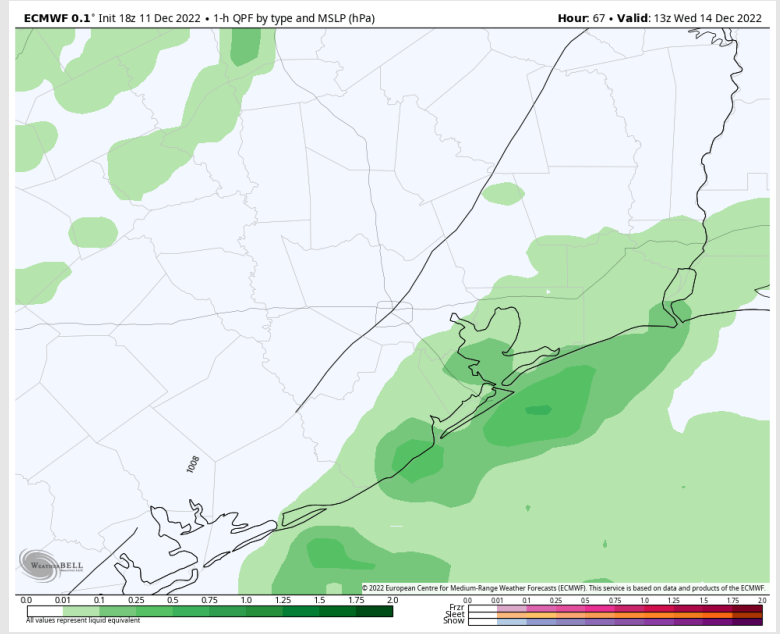 ECMWF 0.1° Init 18z 11 Dec 2022 • 1-h QPF by type and MSLP (hPa)
Hour: 67 • Valid: 13z Wed 14 Dec 2022
1008
WEATHERBELL
© 2022 European Centre for Medium-Range Weather Forecasts (ECMWF). This service is based on data and products of the ECMWF.
0.0 0.01 0.1 0.25 0.5 0.75 1.0 1.25 1.5 1.75 2.0
All values represent liquid equivalent
0.0 0.01 0.1 0.25 0.5 0.75 1.0 1.25 1.5 1.75 2.0
Frzr
Sleet
Snow